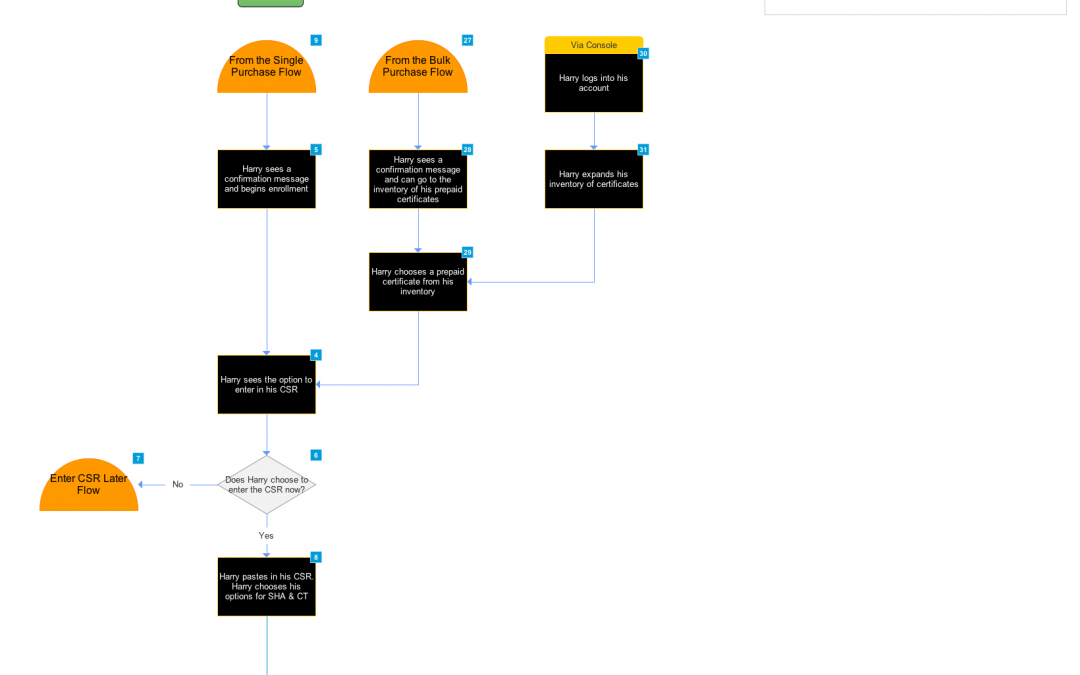 9
From the Single
Purchase Flow
27
From the Bulk
Purchase Flow
Via Console
30
Harry logs into his
account
5
Harry sees a
confirmation message
and begins enrollment
28
Harry sees a
confirmation message
and can go to the
inventory of his prepaid
certificates
31
Harry expands his
inventory of certificates
29
Harry chooses a prepaid
certificate from his
inventory
4
Harry sees the option to
enter in his CSR
6
Does Harry choose to
enter the CSR now?
7
Enter CSR Later
Flow
No
Yes
8
Harry pastes in his CSR.
Harry chooses his
options for SHA & CT